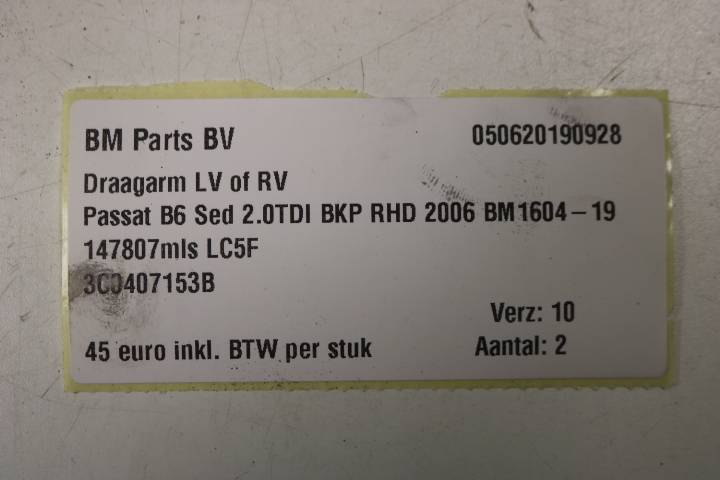 BM Parts BV 050620190928
Draagarm LV of RV
Passat B6 Sed 2.0TDI BKP RHD 2006 BM1604-19
147807mls LC5F
3C0407153B
Verz: 10
45 euro inkl. BTW per stuk Aantal: 2